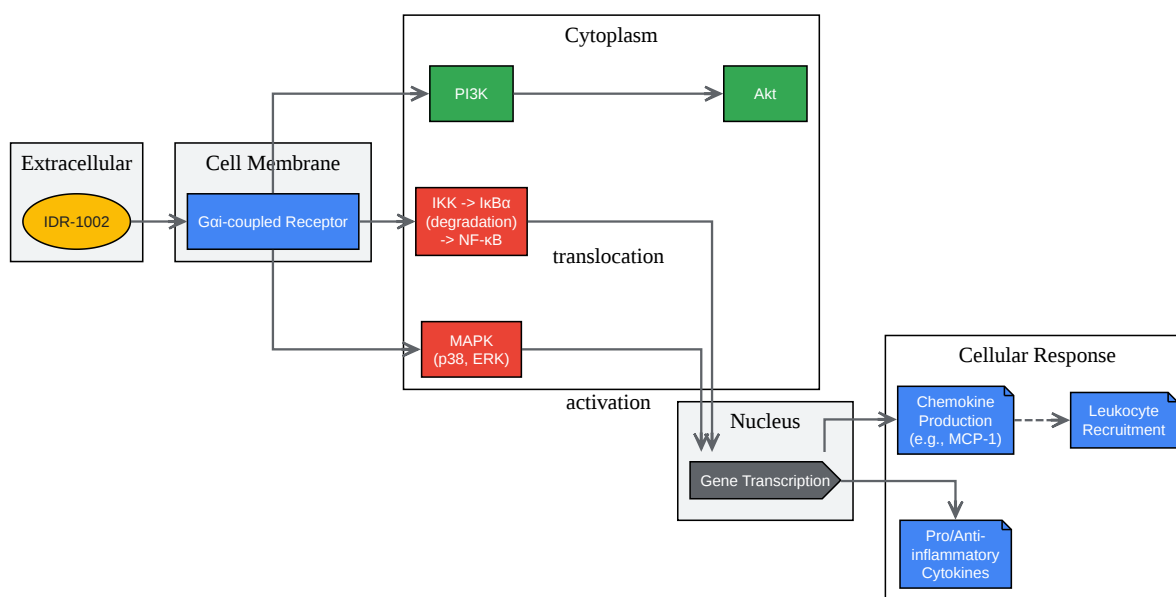 Cytoplasm
PI3K
Akt
Extracellular
IDR-1002
Cell Membrane
Gαi-coupled Receptor
IKK -> IκBα
(degradation)
-> NF-κB
translocation
MAPK
(p38, ERK)
activation
Nucleus
Gene Transcription
Cellular Response
Chemokine
Production
(e.g., MCP-1)
Leukocyte
Recruitment
Pro/Anti-
inflammatory
Cytokines